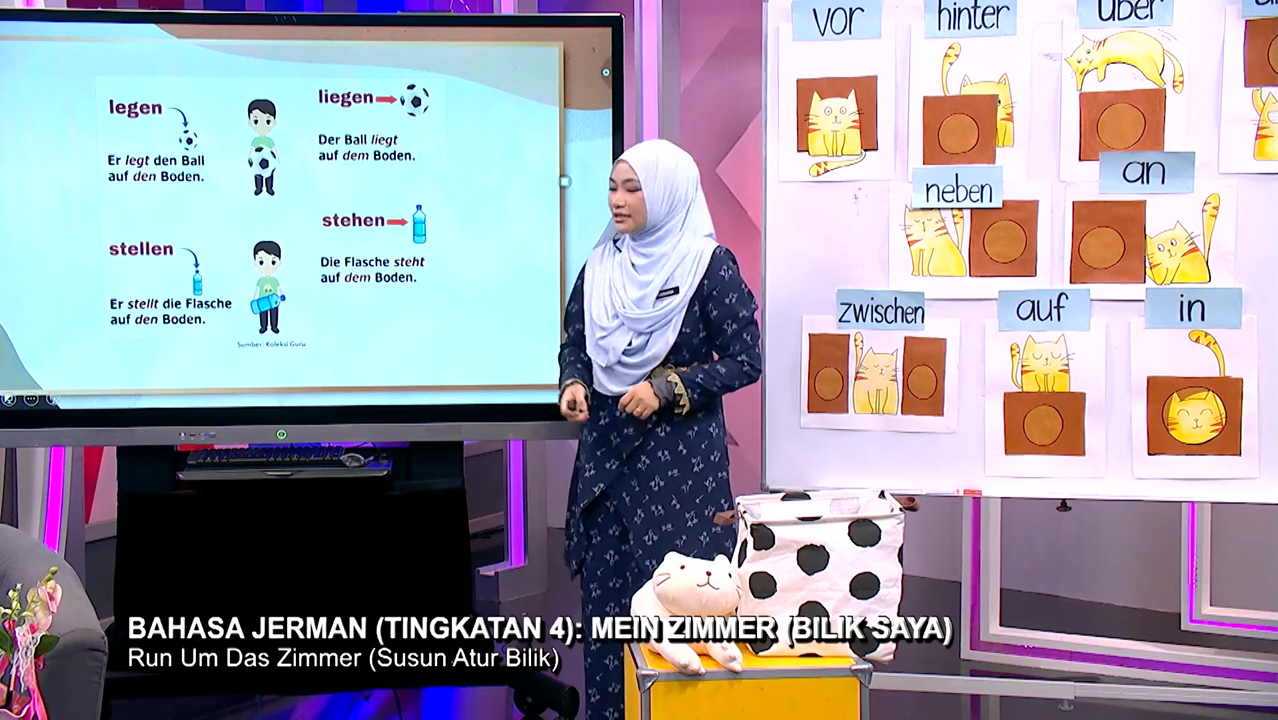 legen
Er legt den Ball
auf den Boden.
liegen
Der Ball liegt
auf dem Boden.
stellen
Er stellt die Flasche
auf den Boden.
stehen
Die Flasche steht
auf dem Boden.
Sumber: Koleksi Guru
vor
hinter
über
neben
an
zwischen
auf
in
BAHASA JERMAN (TINGKATAN 4): MEIN ZIMMER (BILIK SAYA)
Run Um Das Zimmer (Susun Atur Bilik)